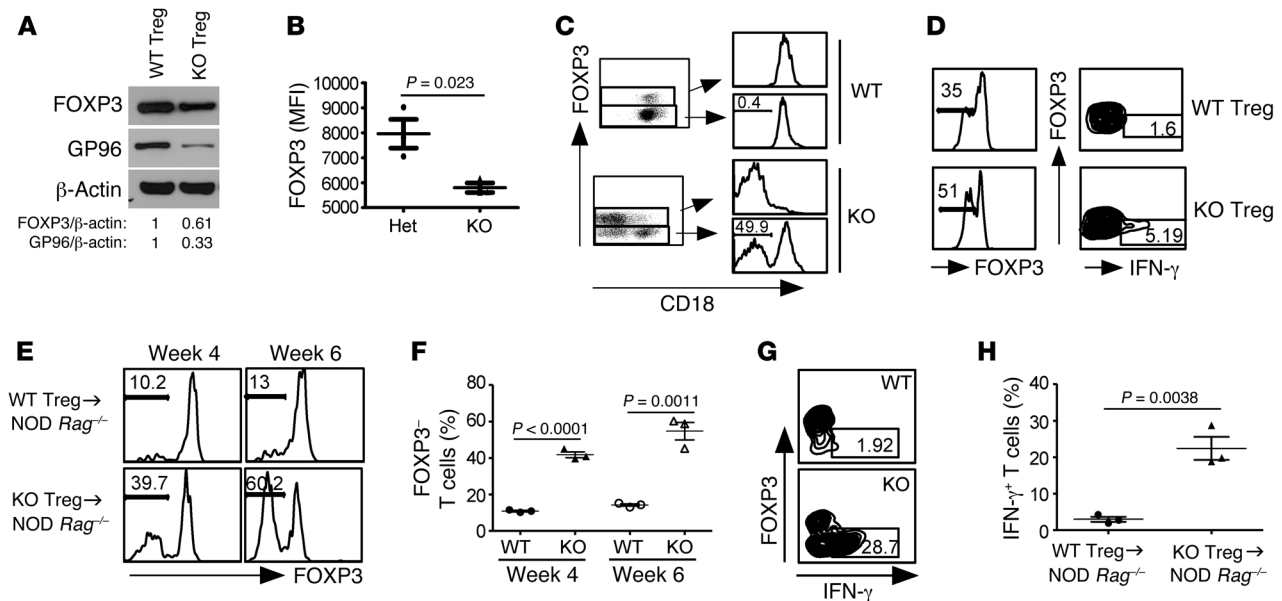 A
WT Treg
KO Treg
FOXP3
GP96
β-Actin
FOXP3/β-actin: 1 0.61
GP96/β-actin: 1 0.33
B
P = 0.023
FOXP3 (MFI)
10000
9000
8000
7000
6000
5000
Het KO
C
FOXP3
0.4
WT
49.9
KO
CD18
D
35
FOXP3
1.6
WT Treg
51
5.19
KO Treg
FOXP3
IFN-γ
E
Week 4 Week 6
WT Treg→
NOD Rag–/–
10.2
13
KO Treg→
NOD Rag–/–
39.7
60.2
FOXP3
F
FOXP3–
T cells (%)
80
60
40
20
0
P < 0.0001
P = 0.0011
WT KO WT KO
Week 4 Week 6
G
WT
1.92
KO
28.7
FOXP3
IFN-γ
H
IFN-γ+ T cells (%)
40
30
20
10
0
P = 0.0038
WT Treg→
NOD Rag–/–
KO Treg→
NOD Rag–/–